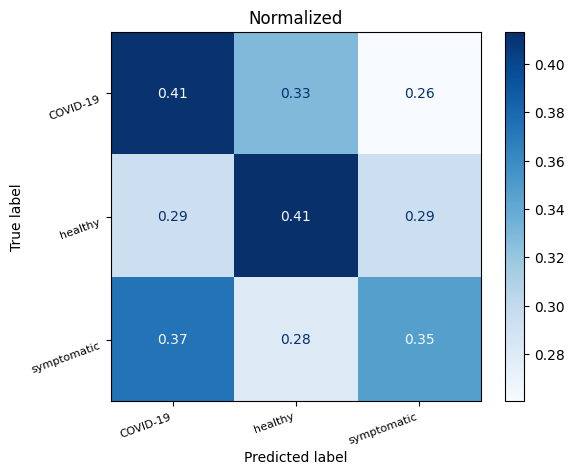 Normalized
True label
COVID-19
healthy
symptomatic
0.41 0.33 0.26
0.29 0.41 0.29
0.37 0.28 0.35
COVID-19 healthy symptomatic
Predicted label
0.40
0.38
0.36
0.34
0.32
0.30
0.28